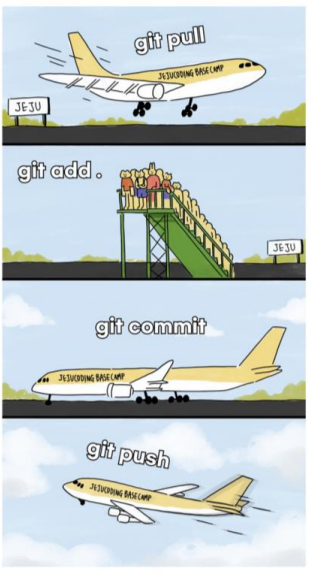 git pull
JEJUCODING BASECAMP
JEJU
git add .
JEJU
git commit
JEJUCODING BASECAMP
git push
JEJUCODING BASECAMP